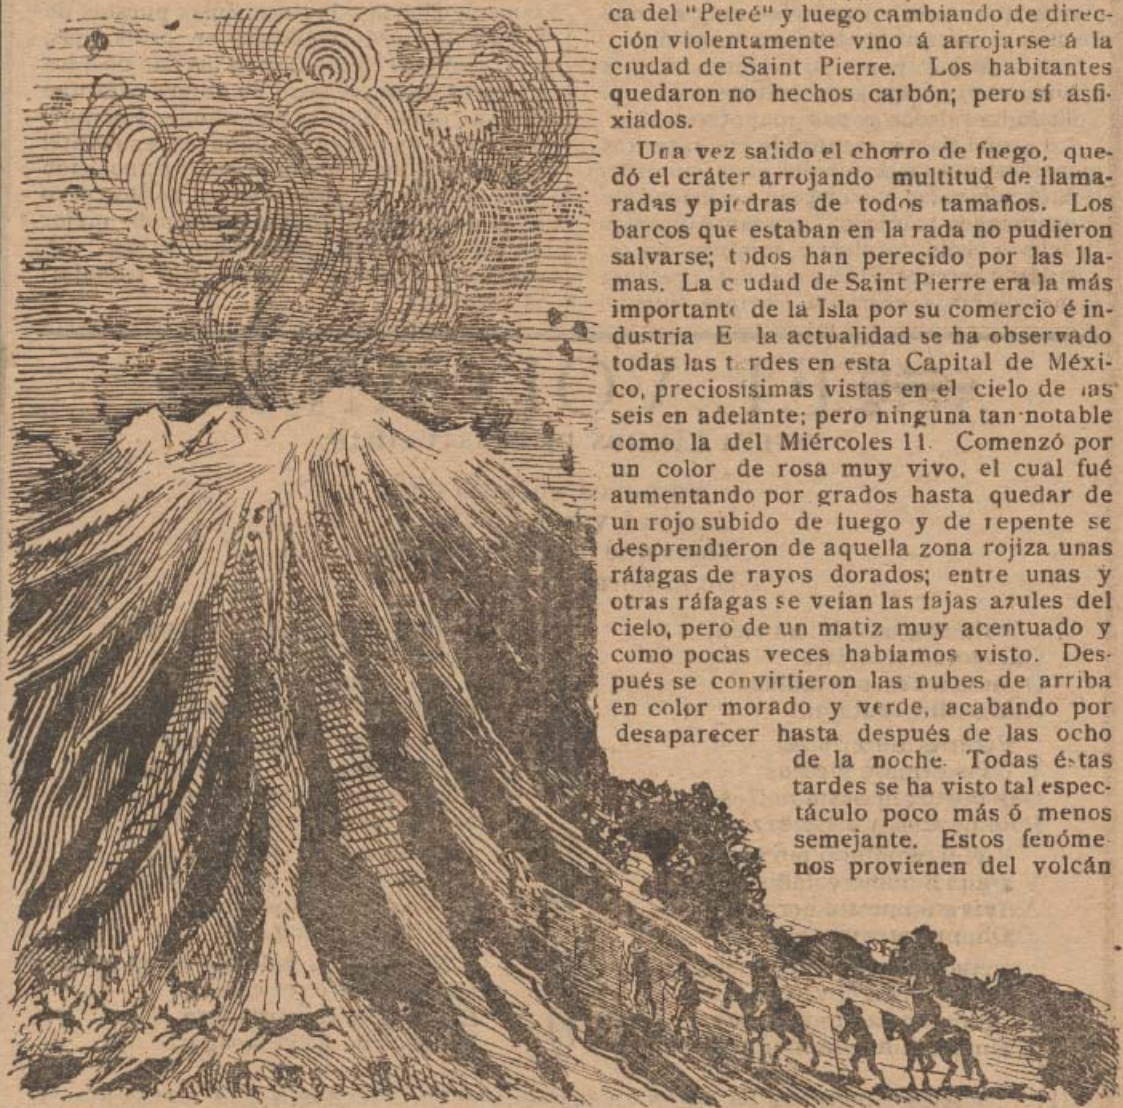 ca del "Peleé" y luego cambiando de direc-
ción violentamente vino á arrojarse á la
ciudad de Saint Pierre. Los habitantes
quedaron no hechos carbón; pero sí asfi-
xiados.
Una vez salido el chorro de fuego, que-
dó el cráter arrojando multitud de llama-
radas y piedras de todos tamaños. Los
barcos que estaban en la rada no pudieron
salvarse; todos han perecido por las lla-
mas. La c udad de Saint Pierre era la más
importante de la Isla por su comercio é in-
dustria E la actualidad se ha observado
todas las t rdes en esta Capital de Méxi-
co, preciosísimas vistas en el cielo de las
seis en adelante; pero ninguna tan notable
como la del Miércoles 11. Comenzó por
un color de rosa muy vivo, el cual fué
aumentando por grados hasta quedar de
un rojo subido de fuego y de repente se
desprendieron de aquella zona rojiza unas
ráfagas de rayos dorados; entre unas y
otras ráfagas se veían las fajas azules del
cielo, pero de un matiz muy acentuado y
como pocas veces habíamos visto. Des-
pués se convirtieron las nubes de arriba
en color morado y verde, acabando por
desaparecer hasta después de las ocho
de la noche. Todas éstas
tardes se ha visto tal espec-
táculo poco más ó menos
semejante. Estos fenóme
nos provienen del volcán